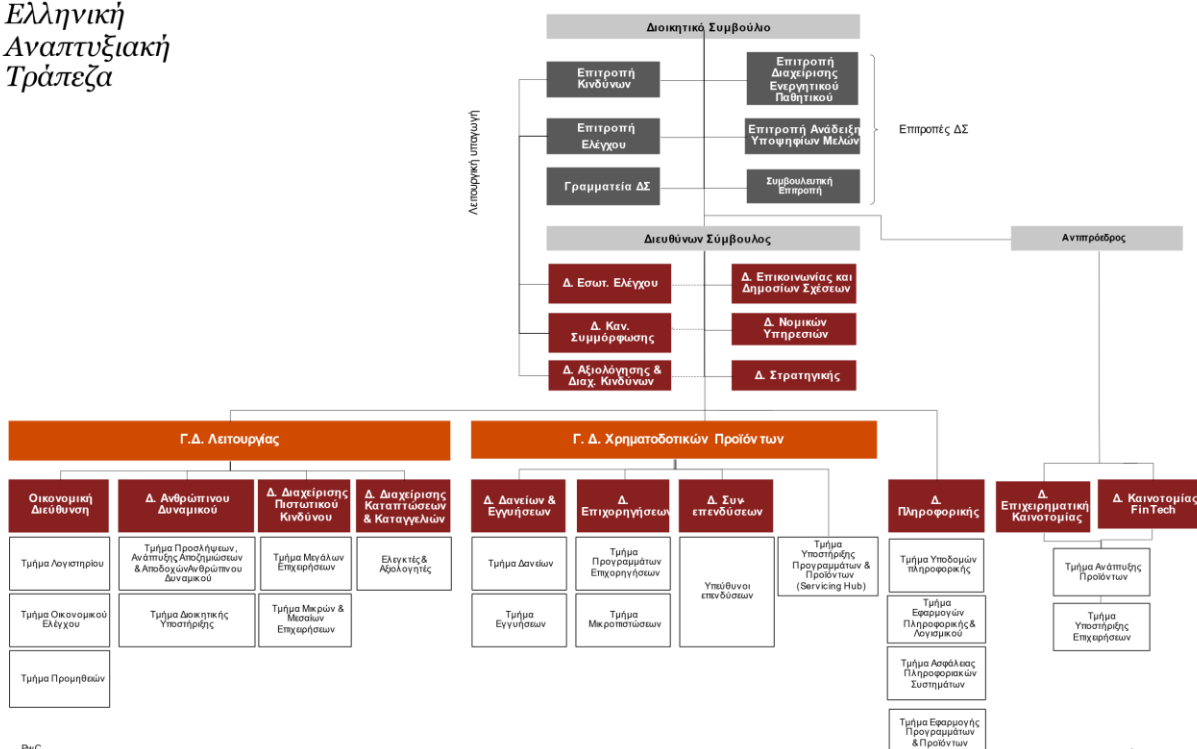 Ελληνική
Αναπτυξιακή
Τράπεζα
Διοικητικό Συμβούλιο
Επιτροπή
Κινδύνων
Επιτροπή
Διαχείρισης
Ενεργητικού
Παθητικού
Επιτροπή
Ελέγχου
Επιτροπή Ανάδειξη
Υποψηφίων Μελών
Γραμματεία ΔΣ
Συμβουλευτική
Επιτροπή
Επιτροπές ΔΣ
Λειτουργική υπαγωγή
Διευθύνων Σύμβουλος
Αντιπρόεδρος
Δ. Εσωτ. Ελέγχου
Δ. Επικοινωνίας και
Δημοσίων Σχέσεων
Δ. Καν.
Συμμόρφωσης
Δ. Νομικών
Υπηρεσιών
Δ. Αξιολόγησης &
Διαχ. Κινδύνων
Δ. Στρατηγικής
Γ.Δ. Λειτουργίας
Γ. Δ. Χρηματοδοτικών Προϊόντων
Οικονομική
Διεύθυνση
Δ. Ανθρώπινου
Δυναμικού
Δ. Διαχείρισης
Πιστωτικού
Κινδύνου
Δ. Διαχείρισης
Καταπτώσεων
& Καταγγελιών
Δ. Δανείων &
Εγγυήσεων
Δ.
Επιχορηγήσεων
Δ. Συν-
επενδύσεων
Δ.
Πληροφορικής
Δ.
Επιχειρηματική
Καινοτομίας
Δ. Καινοτομίας
FinTech
Τμήμα Λογιστηρίου
Τμήμα Προσλήψεων,
Ανάπτυξης Αποζημιώσεων
& ΑποδοχώνΑνθρώπινου
Δυναμικού
Τμήμα Μεγάλων
Επιχειρήσεων
Ελεγκτές &
Αξιολογητές
Τμήμα Δανείων
Τμήμα
Προγραμμάτων
Επιχορηγήσεων
Υπεύθυνοι
επενδύσεων
Τμήμα
Υποστήριξης
Προγραμμάτων &
Προϊόντων
(Servicing Hub)
Τμήμα Υποδομών
πληροφορικής
Τμήμα Ανάπτυξης
Προϊόντων
Τμήμα Οικονομικού
Ελέγχου
Τμήμα Διοικητικής
Υποστήριξης
Τμήμα Μικρών &
Μεσαίων
Επιχειρήσεων
Τμήμα
Εγγυήσεων
Τμήμα
Μικροπιστώσεων
Τμήμα
Εφαρμογών
Πληροφορικής &
Λογισμικού
Τμήμα
Υποστήριξης
Επιχειρήσεων
Τμήμα Προμηθειών
Τμήμα Ασφάλειας
Πληροφοριακών
Συστημάτων
Τμήμα Εφαρμογής
Προγραμμάτων
& Προϊόντων
PwC